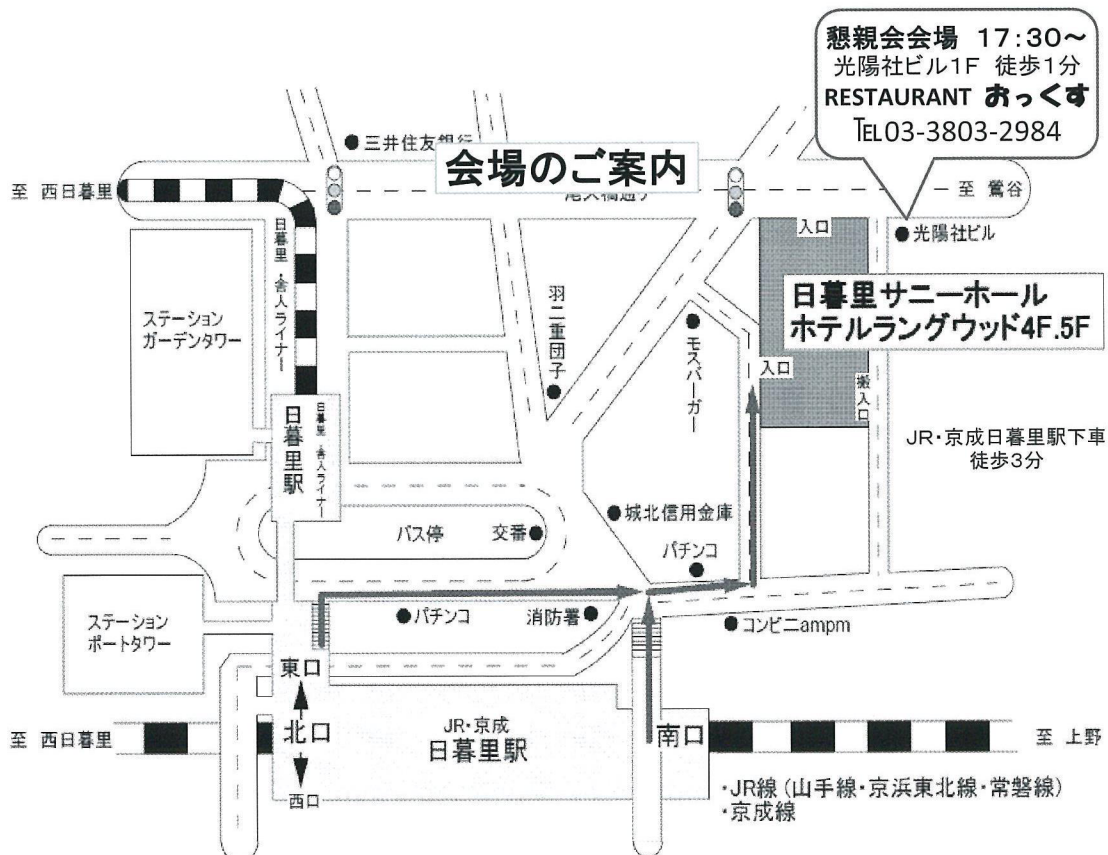 懇親会会場 17:30～
光陽社ビル1F 徒歩1分
RESTAURANT おっくす
TEL03-3803-2984
三井住友銀行
会場のご案内
至 西日暮里
尾久橋通り
至 鶯谷
入口
光陽社ビル
日暮里・舎人ライナー
ステーション
ガーデンタワー
羽二重団子
モスバーガー
日暮里サニーホール
ホテルラングウッド4F.5F
入口
搬入口
日暮里駅
日暮里・舎人ライナー
JR・京成日暮里駅下車
徒歩3分
城北信用金庫
バス停
交番
パチンコ
ステーション
ポートタワー
パチンコ
消防署
コンビニampm
東口
北口
西口
JR・京成
日暮里駅
南口
至 西日暮里
至 上野
・JR線(山手線・京浜東北線・常磐線)
・京成線